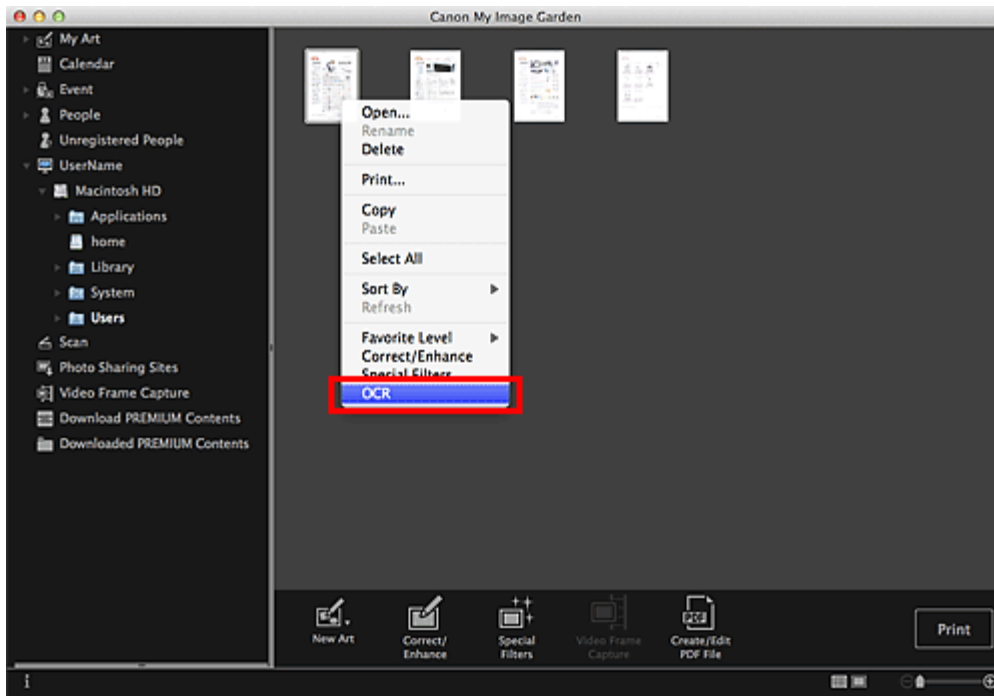 Canon My Image Garden
My Art
Calendar
Event
People
Unregistered People
UserName
Macintosh HD
Applications
home
Library
System
Users
Scan
Photo Sharing Sites
Video Frame Capture
Download PREMIUM Contents
Downloaded PREMIUM Contents
Open...
Rename
Delete
Print...
Copy
Paste
Select All
Sort By
Refresh
Favorite Level
Correct/Enhance
Special Filters
OCR
New Art
Correct/
Enhance
Special
Filters
Video Frame
Capture
PDF
Create/Edit
PDF File
Print